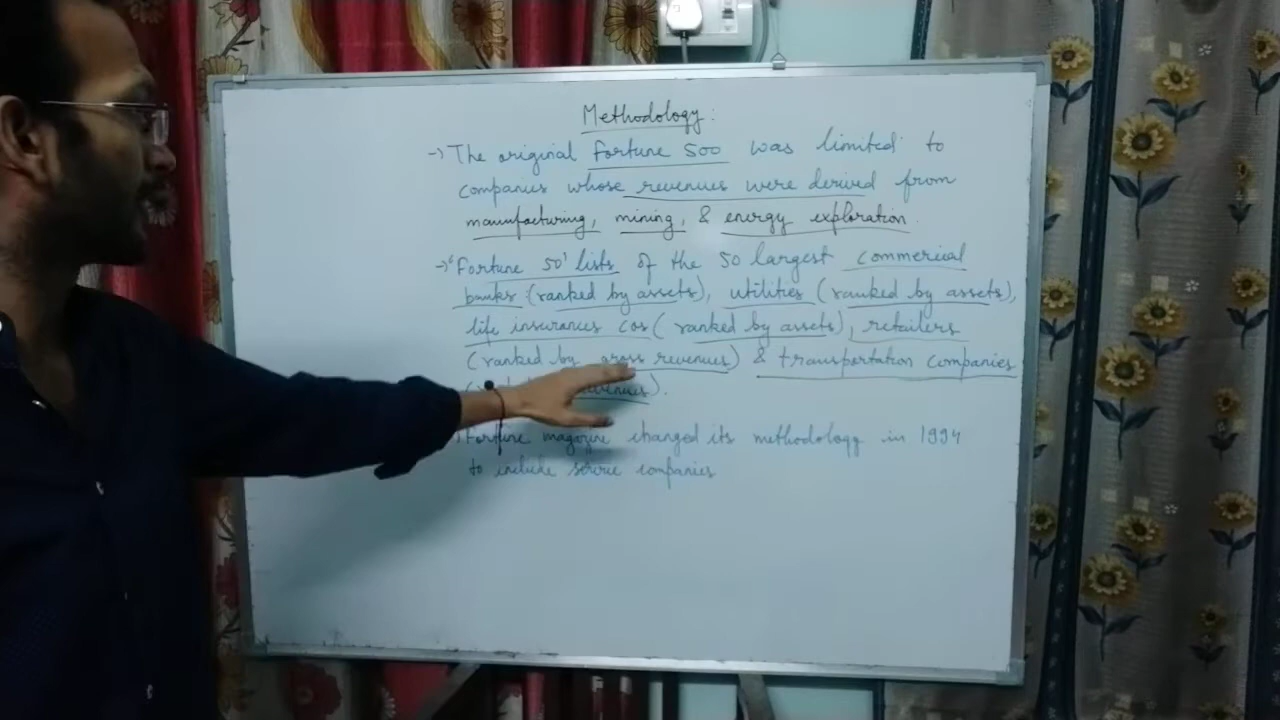 Methodology:
→ The original Fortune 500 was limited to
companies whose revenues were derived from
manufacturing, mining, & energy exploration.
→ 'Fortune 50' lists of the 50 largest commercial
banks (ranked by assets), utilities (ranked by assets),
life insurances cos (ranked by assets), retailers
(ranked by gross revenues) & transportation companies
revenues).
Fortune magazine changed its methodology in 1994
to include service companies